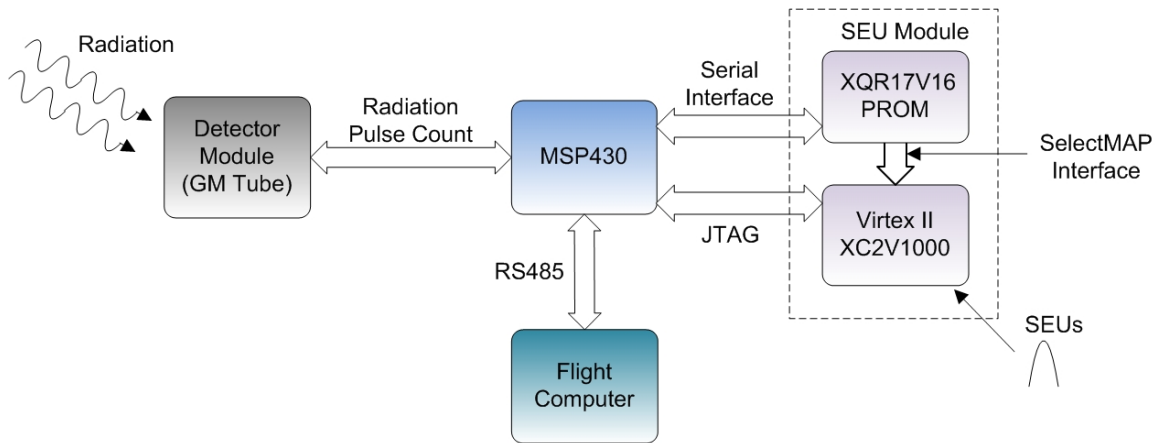 Radiation
Detector
Module
(GM Tube)
Radiation
Pulse Count
MSP430
RS485
Flight
Computer
Serial
Interface
JTAG
SEU Module
XQR17V16
PROM
SelectMAP
Interface
Virtex II
XC2V1000
SEUs